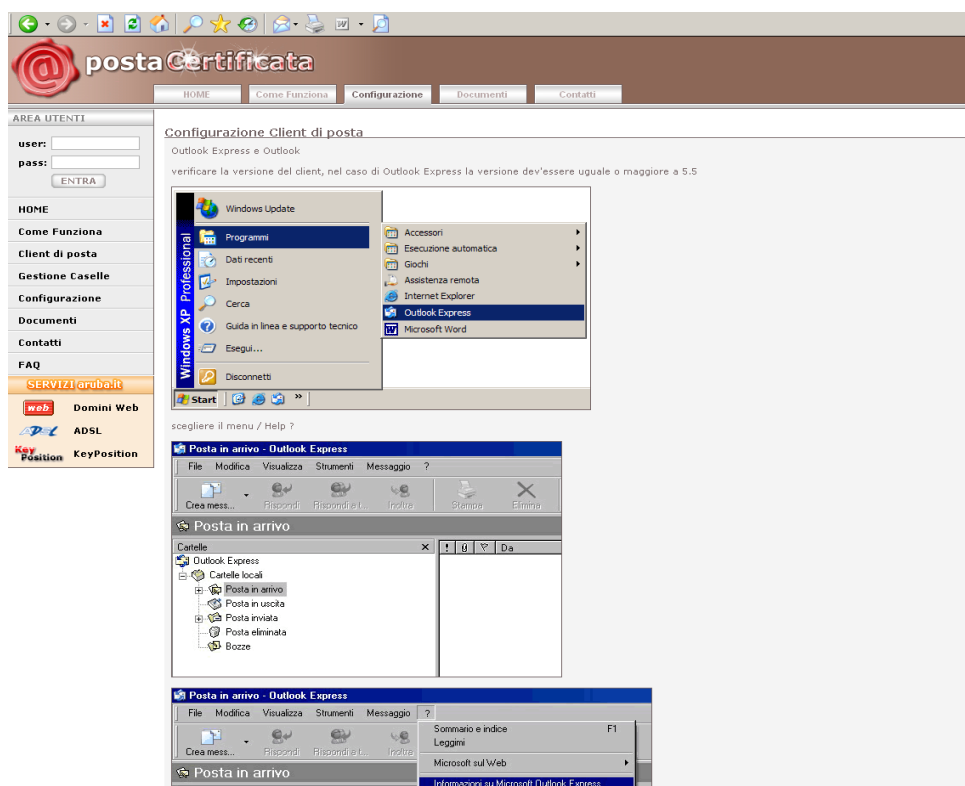 posta Certificata
HOME Come Funziona Configurazione Documenti Contatti
AREA UTENTI
user:
pass:
ENTRA
HOME
Come Funziona
Client di posta
Gestione Caselle
Configurazione
Documenti
Contatti
FAQ
SERVIZI aruba.it
web Domini Web
ADSL ADSL
Key Position KeyPosition
Configurazione Client di posta
Outlook Express e Outlook
verificare la versione del client, nel caso di Outlook Express la versione dev'essere uguale o maggiore a 5.5
Windows XP Professional
Windows Update
Programmi
Dati recenti
Impostazioni
Cerca
Guida in linea e supporto tecnico
Esegui...
Disconnetti
Accessori
Esecuzione automatica
Giochi
Assistenza remota
Internet Explorer
Outlook Express
Microsoft Word
Start »
scegliere il menu / Help ?
Posta in arrivo - Outlook Express
File Modifica Visualizza Strumenti Messaggio ?
Crea mess... Rispondi Rispondi a t... Inoltra Stampa Elimina
Posta in arrivo
Cartelle × ! Da
Outlook Express
Cartelle locali
Posta in arrivo
Posta in uscita
Posta inviata
Posta eliminata
Bozze
Posta in arrivo - Outlook Express
File Modifica Visualizza Strumenti Messaggio ?
Crea mess... Rispondi Rispondi a t... Inoltra
Posta in arrivo
Sommario e indice F1
Leggimi
Microsoft sul Web
Informazioni su Microsoft Outlook Express